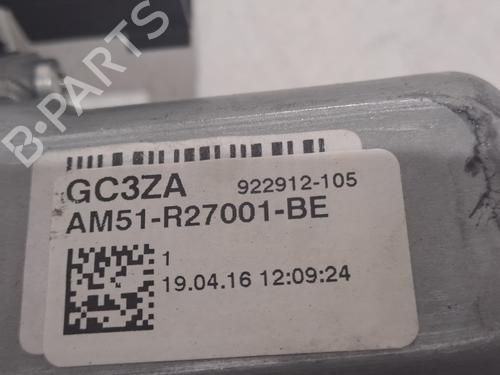 B-PARTS
GC3ZA 922912-105
AM51-R27001-BE
1
19.04.16 12:09:24